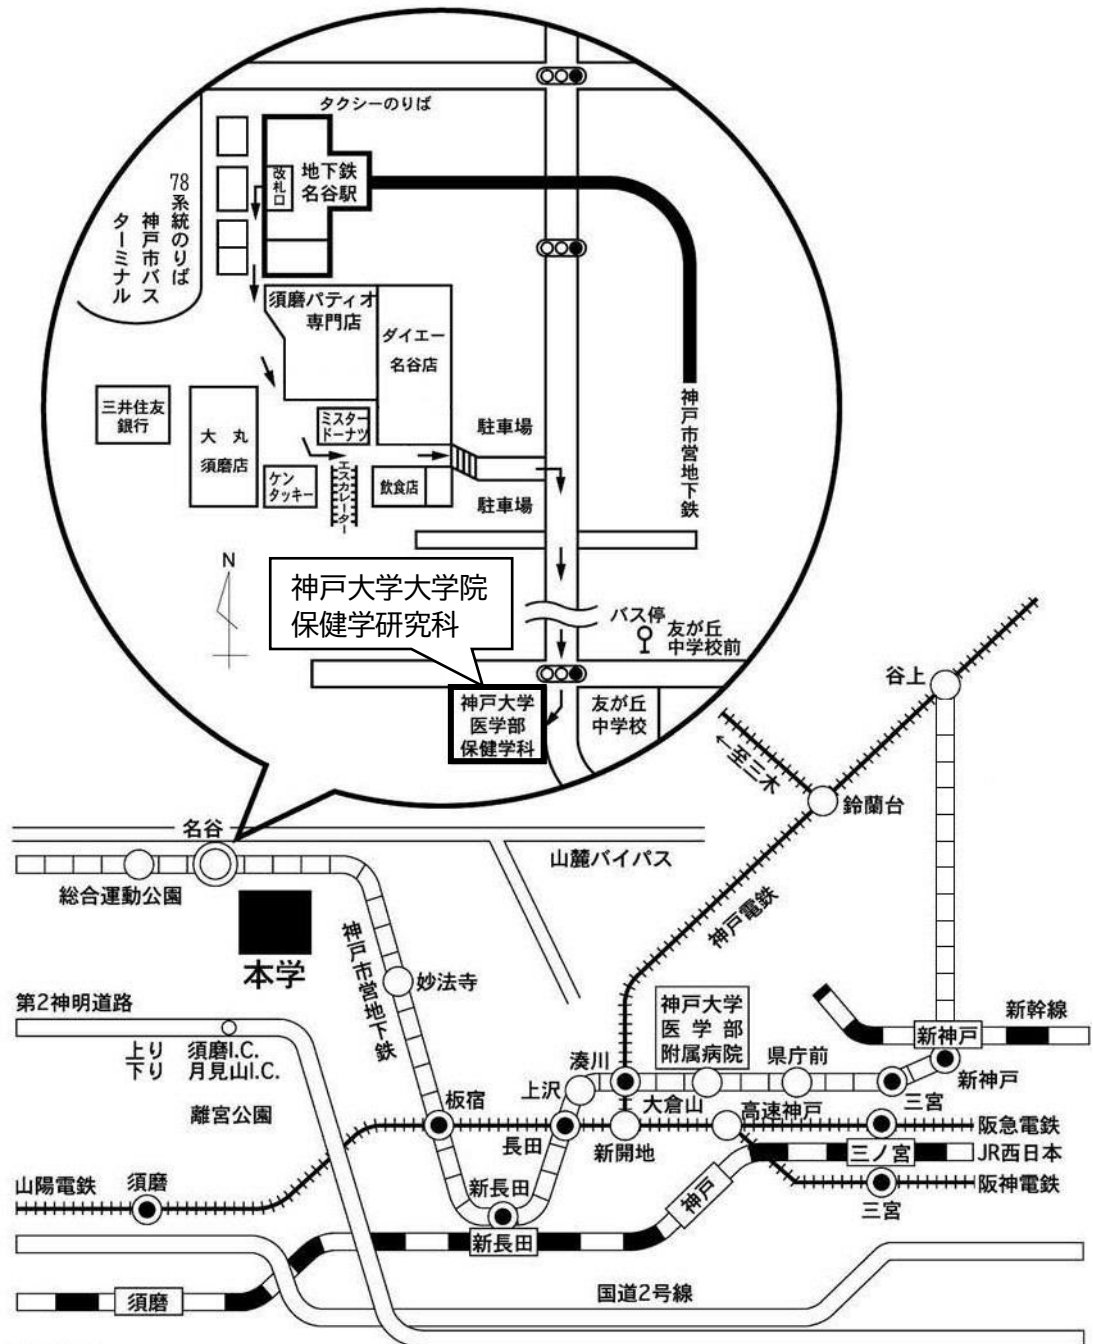 タクシーのりば
改札口
地下鉄
名谷駅
78系統のりば
神戸市バス
ターミナル
須磨パティオ
専門店
ダイエー
名谷店
神戸市営地下鉄
三井住友
銀行
大丸
須磨店
ミスター
ドーナツ
駐車場
ケン
タッキー
エスカレーター
飲食店
駐車場
N
神戸大学大学院
保健学研究科
バス停
友が丘
中学校前
神戸大学
医学部
保健学科
友が丘
中学校
谷上
←至三木
鈴蘭台
名谷
山麓バイパス
総合運動公園
神戸電鉄
本学
神戸市営地下鉄
妙法寺
第2神明道路
上り 須磨I.C.
下り 月見山I.C.
離宮公園
神戸大学
医学部
附属病院
新幹線
新神戸
湊川
県庁前
新神戸
上沢
大倉山
三宮
板宿
高速神戸
長田
新開地
阪急電鉄
三ノ宮
JR西日本
山陽電鉄
須磨
新長田
神戸
阪神電鉄
三宮
新長田
須磨
国道2号線